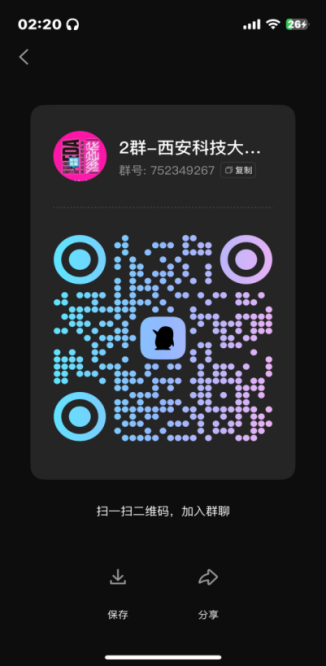 02:20
26
2群-西安科技大...
群号: 752349267 复制
扫一扫二维码，加入群聊
保存 分享